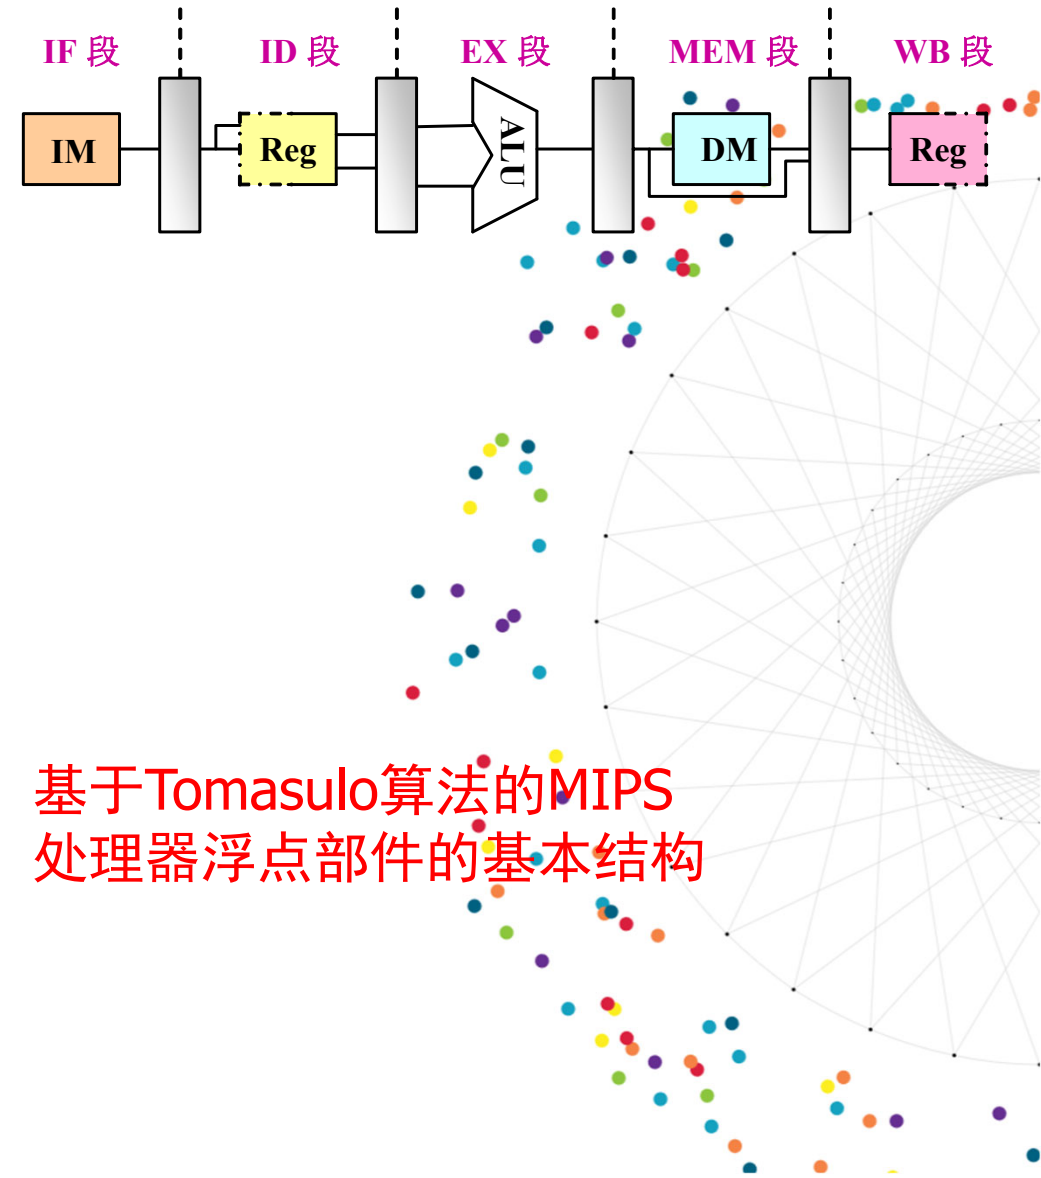 IF 段 ID 段 EX 段 MEM 段 WB 段
IM Reg ALU DM Reg
基于Tomasulo算法的MIPS
处理器浮点部件的基本结构